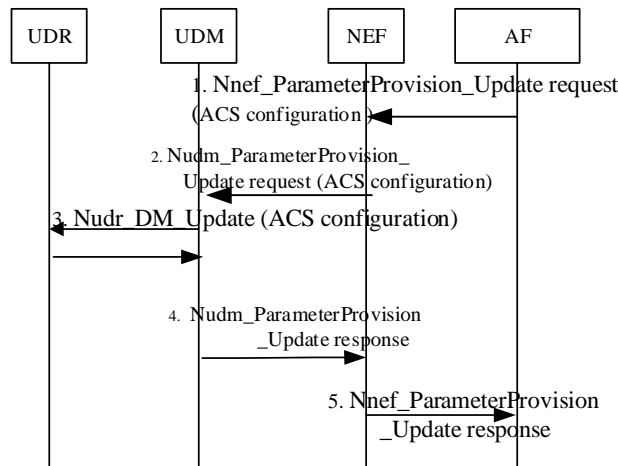 UDR
UDM
NEF
AF
1. Nnef_ParameterProvision_Update request
(ACS configuration )
2. Nudm_ParameterProvision_
Update request (ACS configuration)
3. Nudr_DM_Update (ACS configuration)
4. Nudm_ParameterProvision
_Update response
5. Nnef_ParameterProvision
_Update response